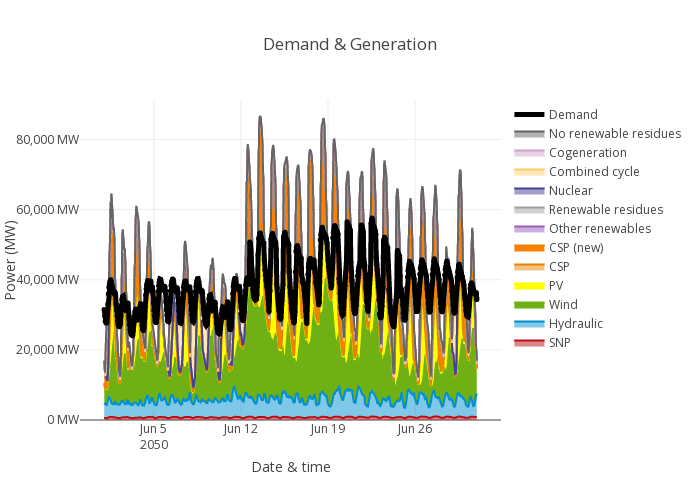 Demand & Generation
80,000 MW
60,000 MW
40,000 MW
20,000 MW
0 MW
Power (MW)
Jun 5
2050
Jun 12
Jun 19
Jun 26
Date & time
Demand
No renewable residues
Cogeneration
Combined cycle
Nuclear
Renewable residues
Other renewables
CSP (new)
CSP
PV
Wind
Hydraulic
SNP